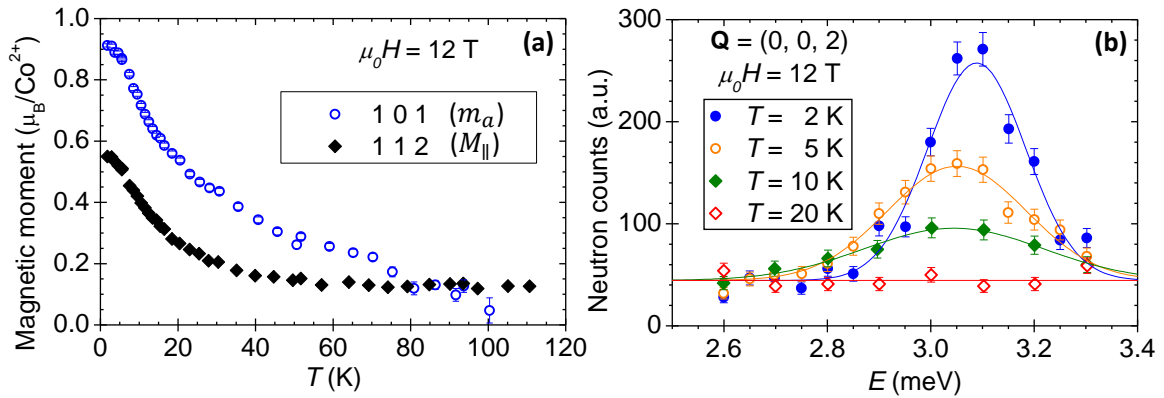 (a)
μ₀H = 12 T
1 0 1 (mₐ)
1 1 2 (M∥)
Magnetic moment (μB/Co²⁺)
1.0
0.8
0.6
0.4
0.2
0.0
0 20 40 60 80 100 120
T (K)
(b)
Q = (0, 0, 2)
μ₀H = 12 T
T = 2 K
T = 5 K
T = 10 K
T = 20 K
Neutron counts (a.u.)
300
200
100
0
2.6 2.8 3.0 3.2 3.4
E (meV)